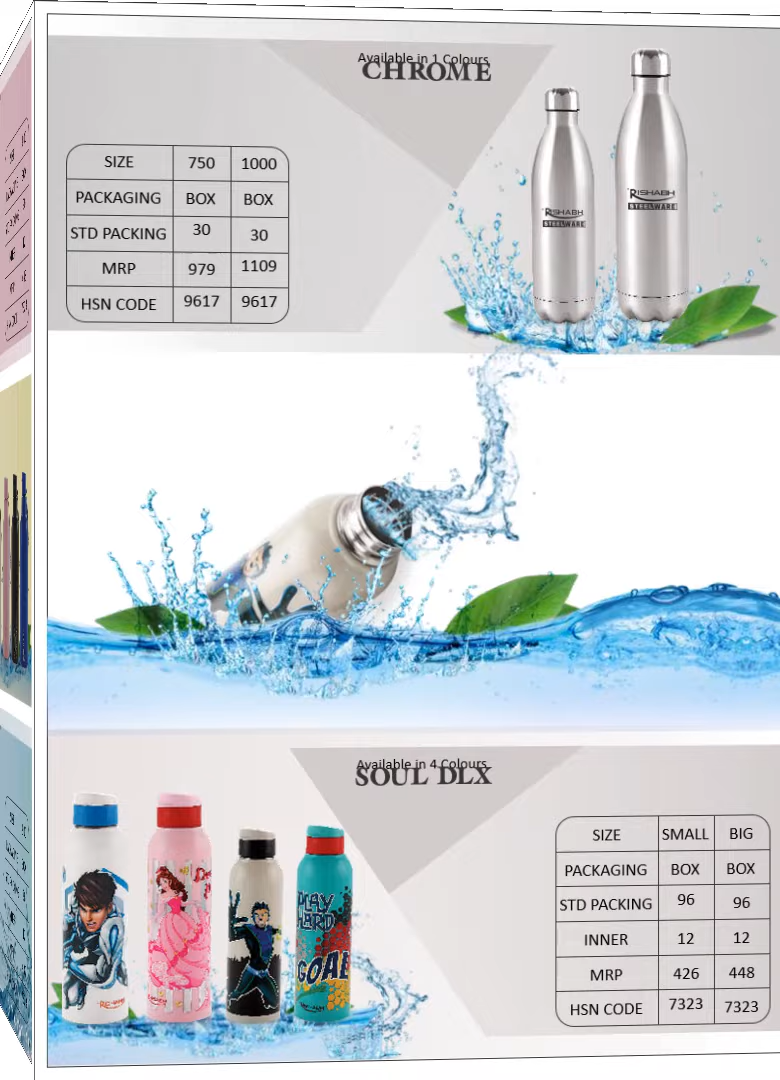 Available in 1 Colours
CHROME
SIZE 750 1000
PACKAGING BOX BOX
STD PACKING 30 30
MRP 979 1109
HSN CODE 9617 9617
RISHABH
STEELWARE
RISHABH
STEELWARE
Available in 4 Colours
SOUL DLX
PLAY
HARD
GOAL
SIZE SMALL BIG
PACKAGING BOX BOX
STD PACKING 96 96
INNER 12 12
MRP 426 448
HSN CODE 7323 7323